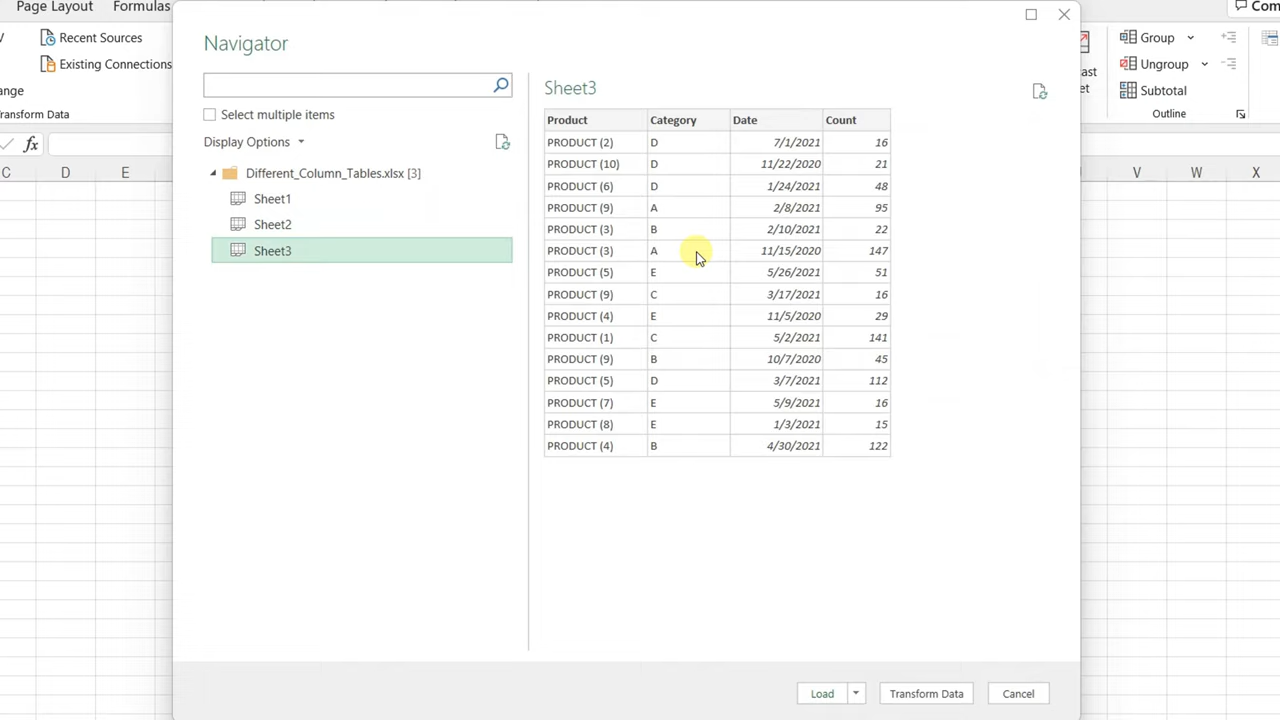 Page Layout Formulas
Com
V Recent Sources
Existing Connections
ange
Transform Data
Group
Ungroup
Subtotal
Outline
ast
et
fx
C D E V W X
Navigator
Select multiple items
Display Options
Different_Column_Tables.xlsx [3]
Sheet1
Sheet2
Sheet3
Sheet3
Product Category Date Count
PRODUCT (2) D 7/1/2021 16
PRODUCT (10) D 11/22/2020 21
PRODUCT (6) D 1/24/2021 48
PRODUCT (9) A 2/8/2021 95
PRODUCT (3) B 2/10/2021 22
PRODUCT (3) A 11/15/2020 147
PRODUCT (5) E 5/26/2021 51
PRODUCT (9) C 3/17/2021 16
PRODUCT (4) E 11/5/2020 29
PRODUCT (1) C 5/2/2021 141
PRODUCT (9) B 10/7/2020 45
PRODUCT (5) D 3/7/2021 112
PRODUCT (7) E 5/9/2021 16
PRODUCT (8) E 1/3/2021 15
PRODUCT (4) B 4/30/2021 122
Load Transform Data Cancel